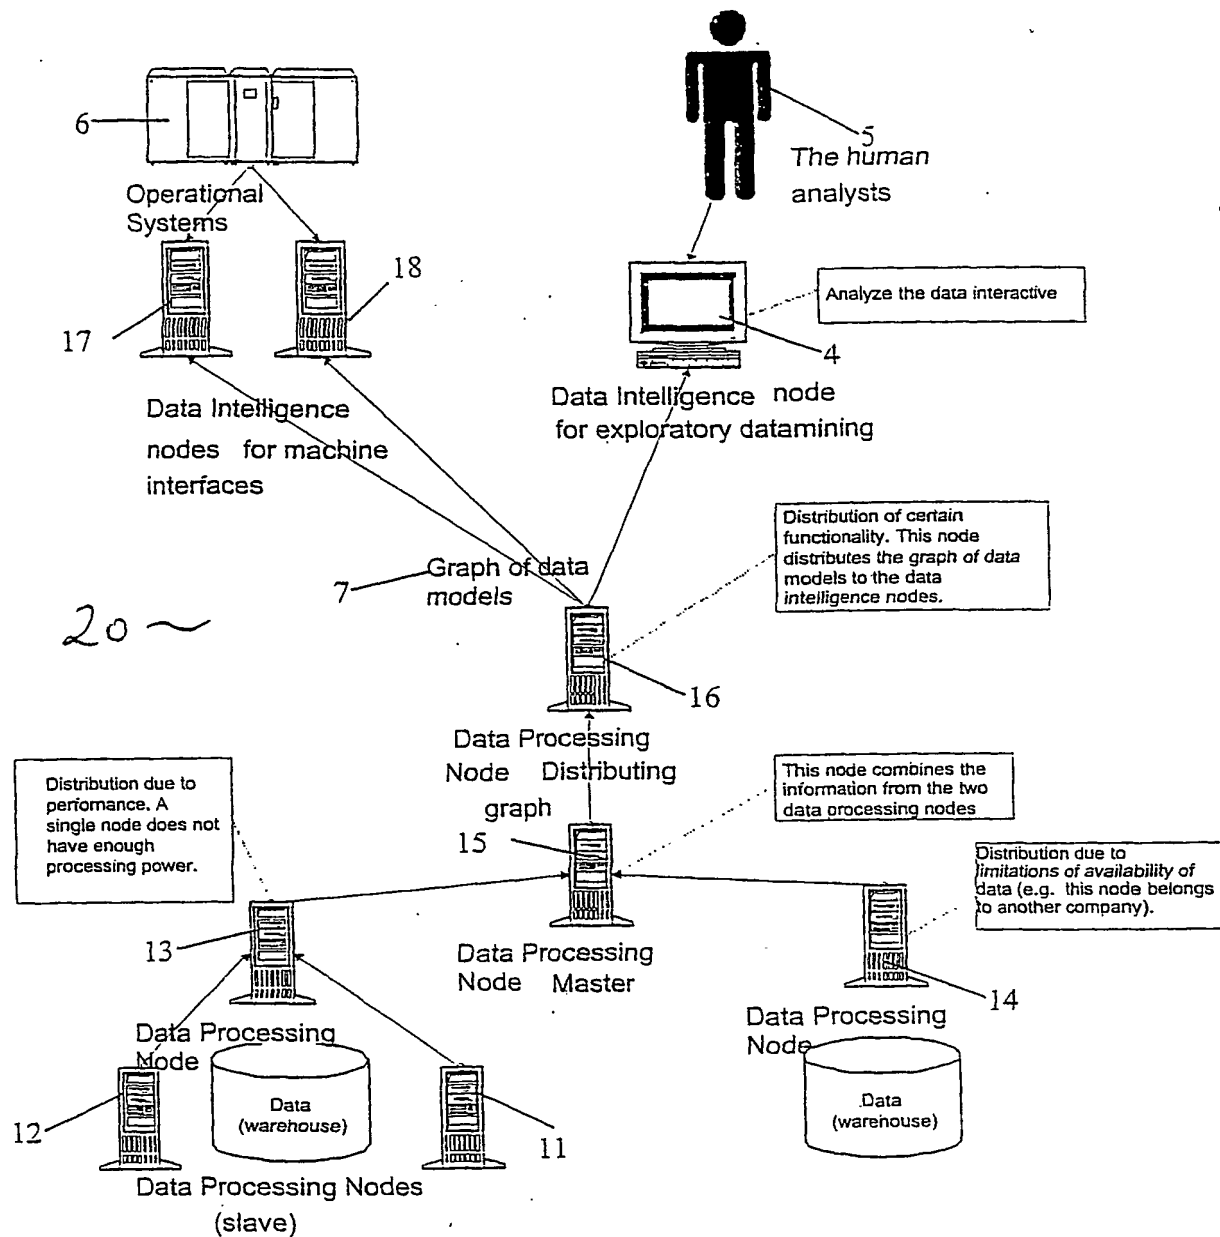 6
5
The human
analysts
Operational
Systems
18
17
Analyze the data interactive
4
Data Intelligence
nodes for machine
interfaces
Data Intelligence node
for exploratory datamining
Distribution of certain
functionality. This node
distributes the graph of data
models to the data
intelligence nodes.
7
Graph of data
models
20
16
Data Processing
Node Distributing
graph
Distribution due to
perfomance. A
single node does not
have enough
processing power.
This node combines the
information from the two
data processing nodes
15
Distribution due to
limitations of availability of
data (e.g. this node belongs
to another company).
13
Data Processing
Node Master
14
Data Processing
Node
Data Processing
Node
Data
(warehouse)
Data
(warehouse)
12
11
Data Processing Nodes
(slave)